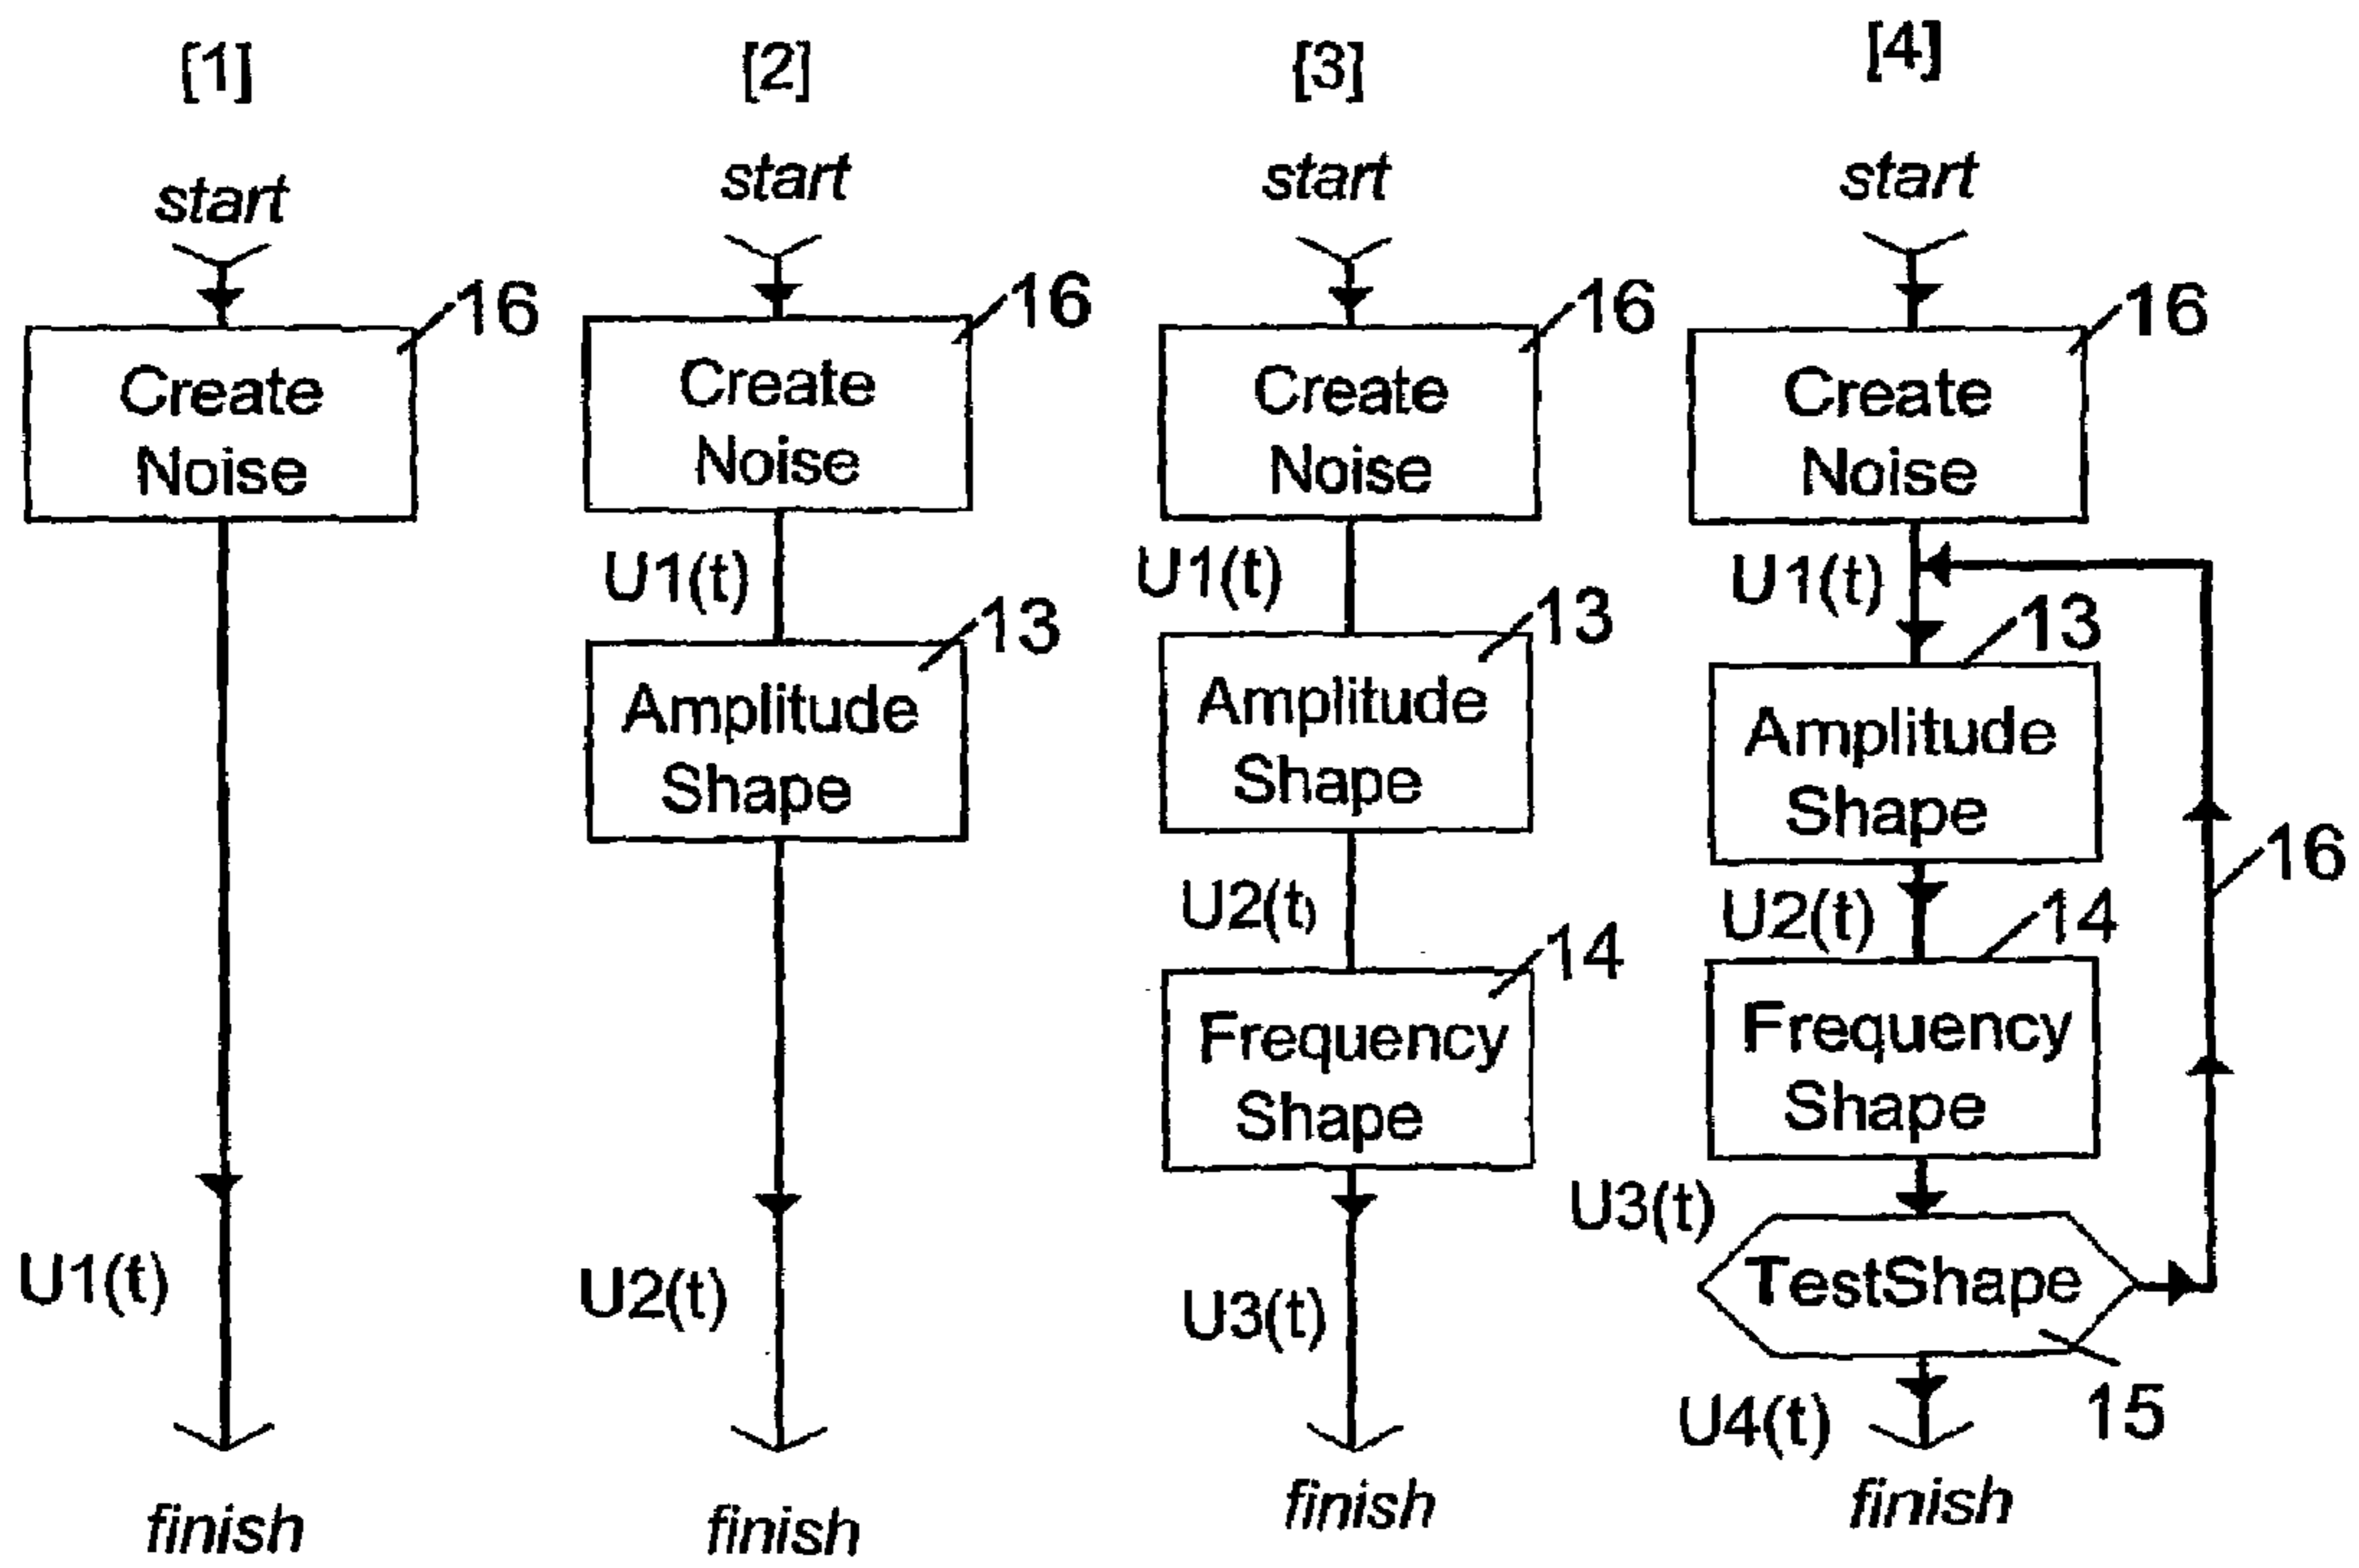 [1]
start
16
Create
Noise
U1(t)
finish
[2]
start
16
Create
Noise
U1(t)
13
Amplitude
Shape
U2(t)
finish
[3]
start
16
Create
Noise
U1(t)
13
Amplitude
Shape
U2(t)
14
Frequency
Shape
U3(t)
finish
[4]
start
16
Create
Noise
U1(t)
13
Amplitude
Shape
16
U2(t)
14
Frequency
Shape
U3(t)
TestShape
15
U4(t)
finish